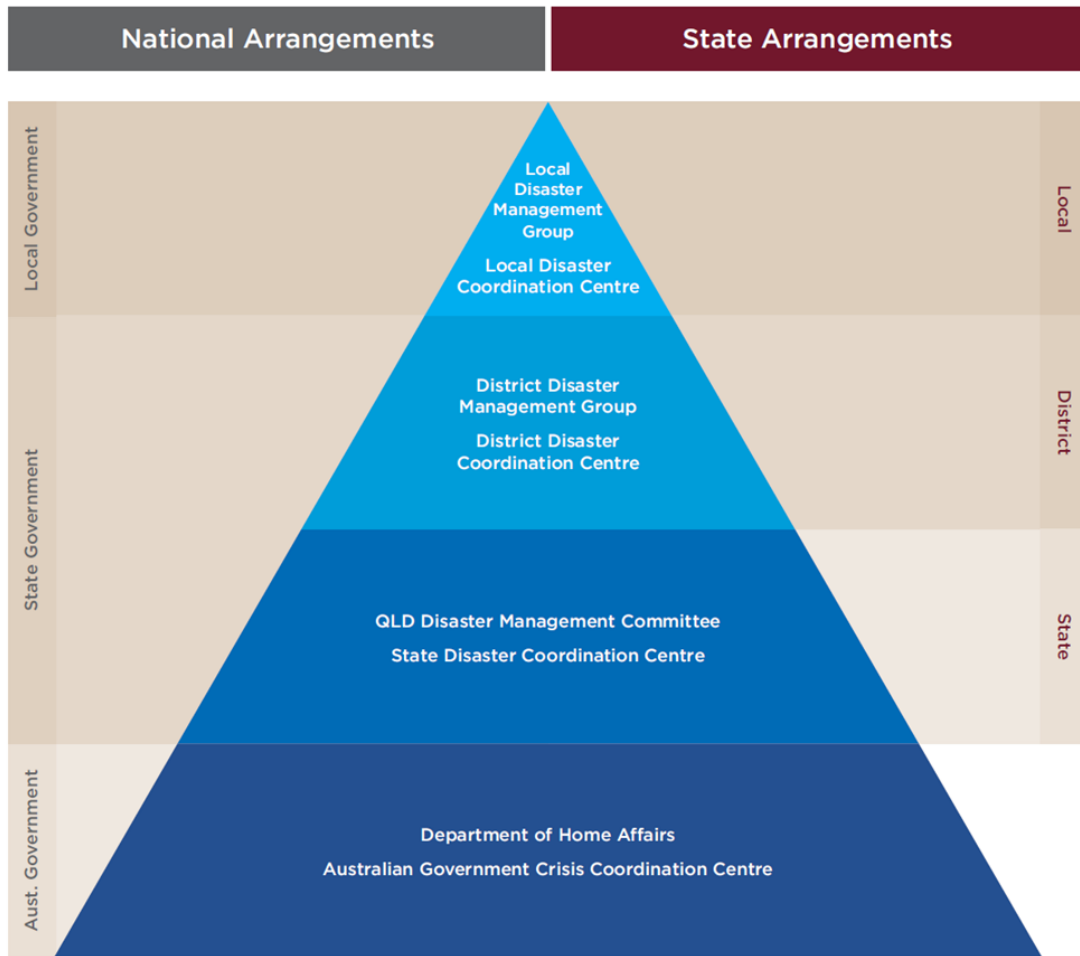 National Arrangements
State Arrangements
Local Government
Local
Disaster
Management
Group
Local Disaster
Coordination Centre
Local
State Government
District Disaster
Management Group
District Disaster
Coordination Centre
District
QLD Disaster Management Committee
State Disaster Coordination Centre
State
Aust. Government
Department of Home Affairs
Australian Government Crisis Coordination Centre